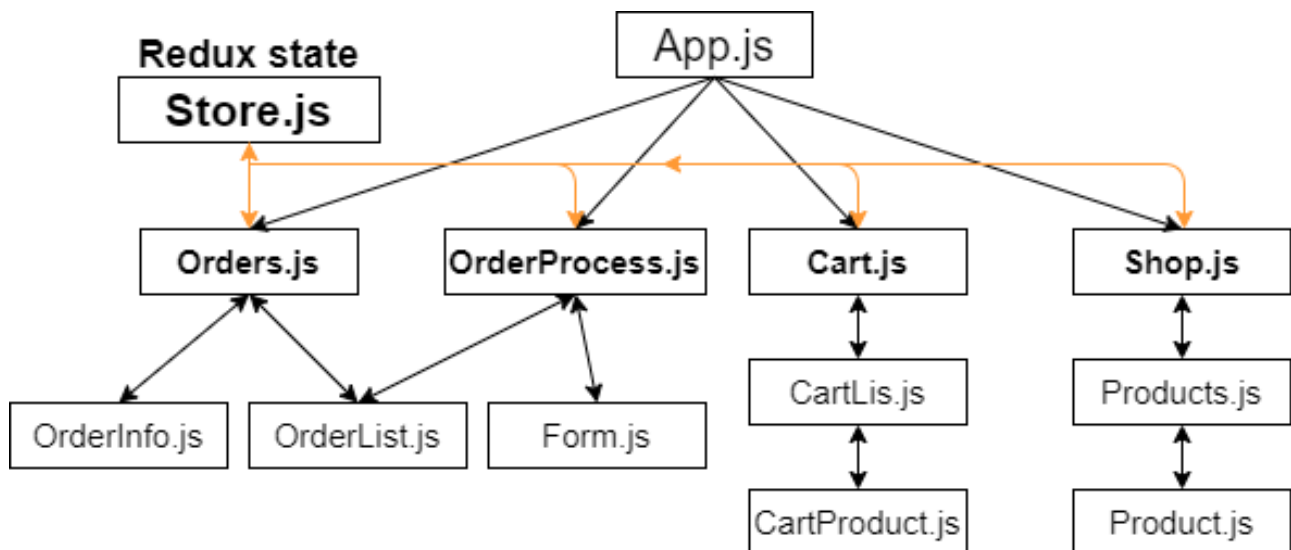 App.js
Redux state
Store.js
Orders.js
OrderProcess.js
Cart.js
Shop.js
CartLis.js
Products.js
OrderInfo.js
OrderList.js
Form.js
CartProduct.js
Product.js